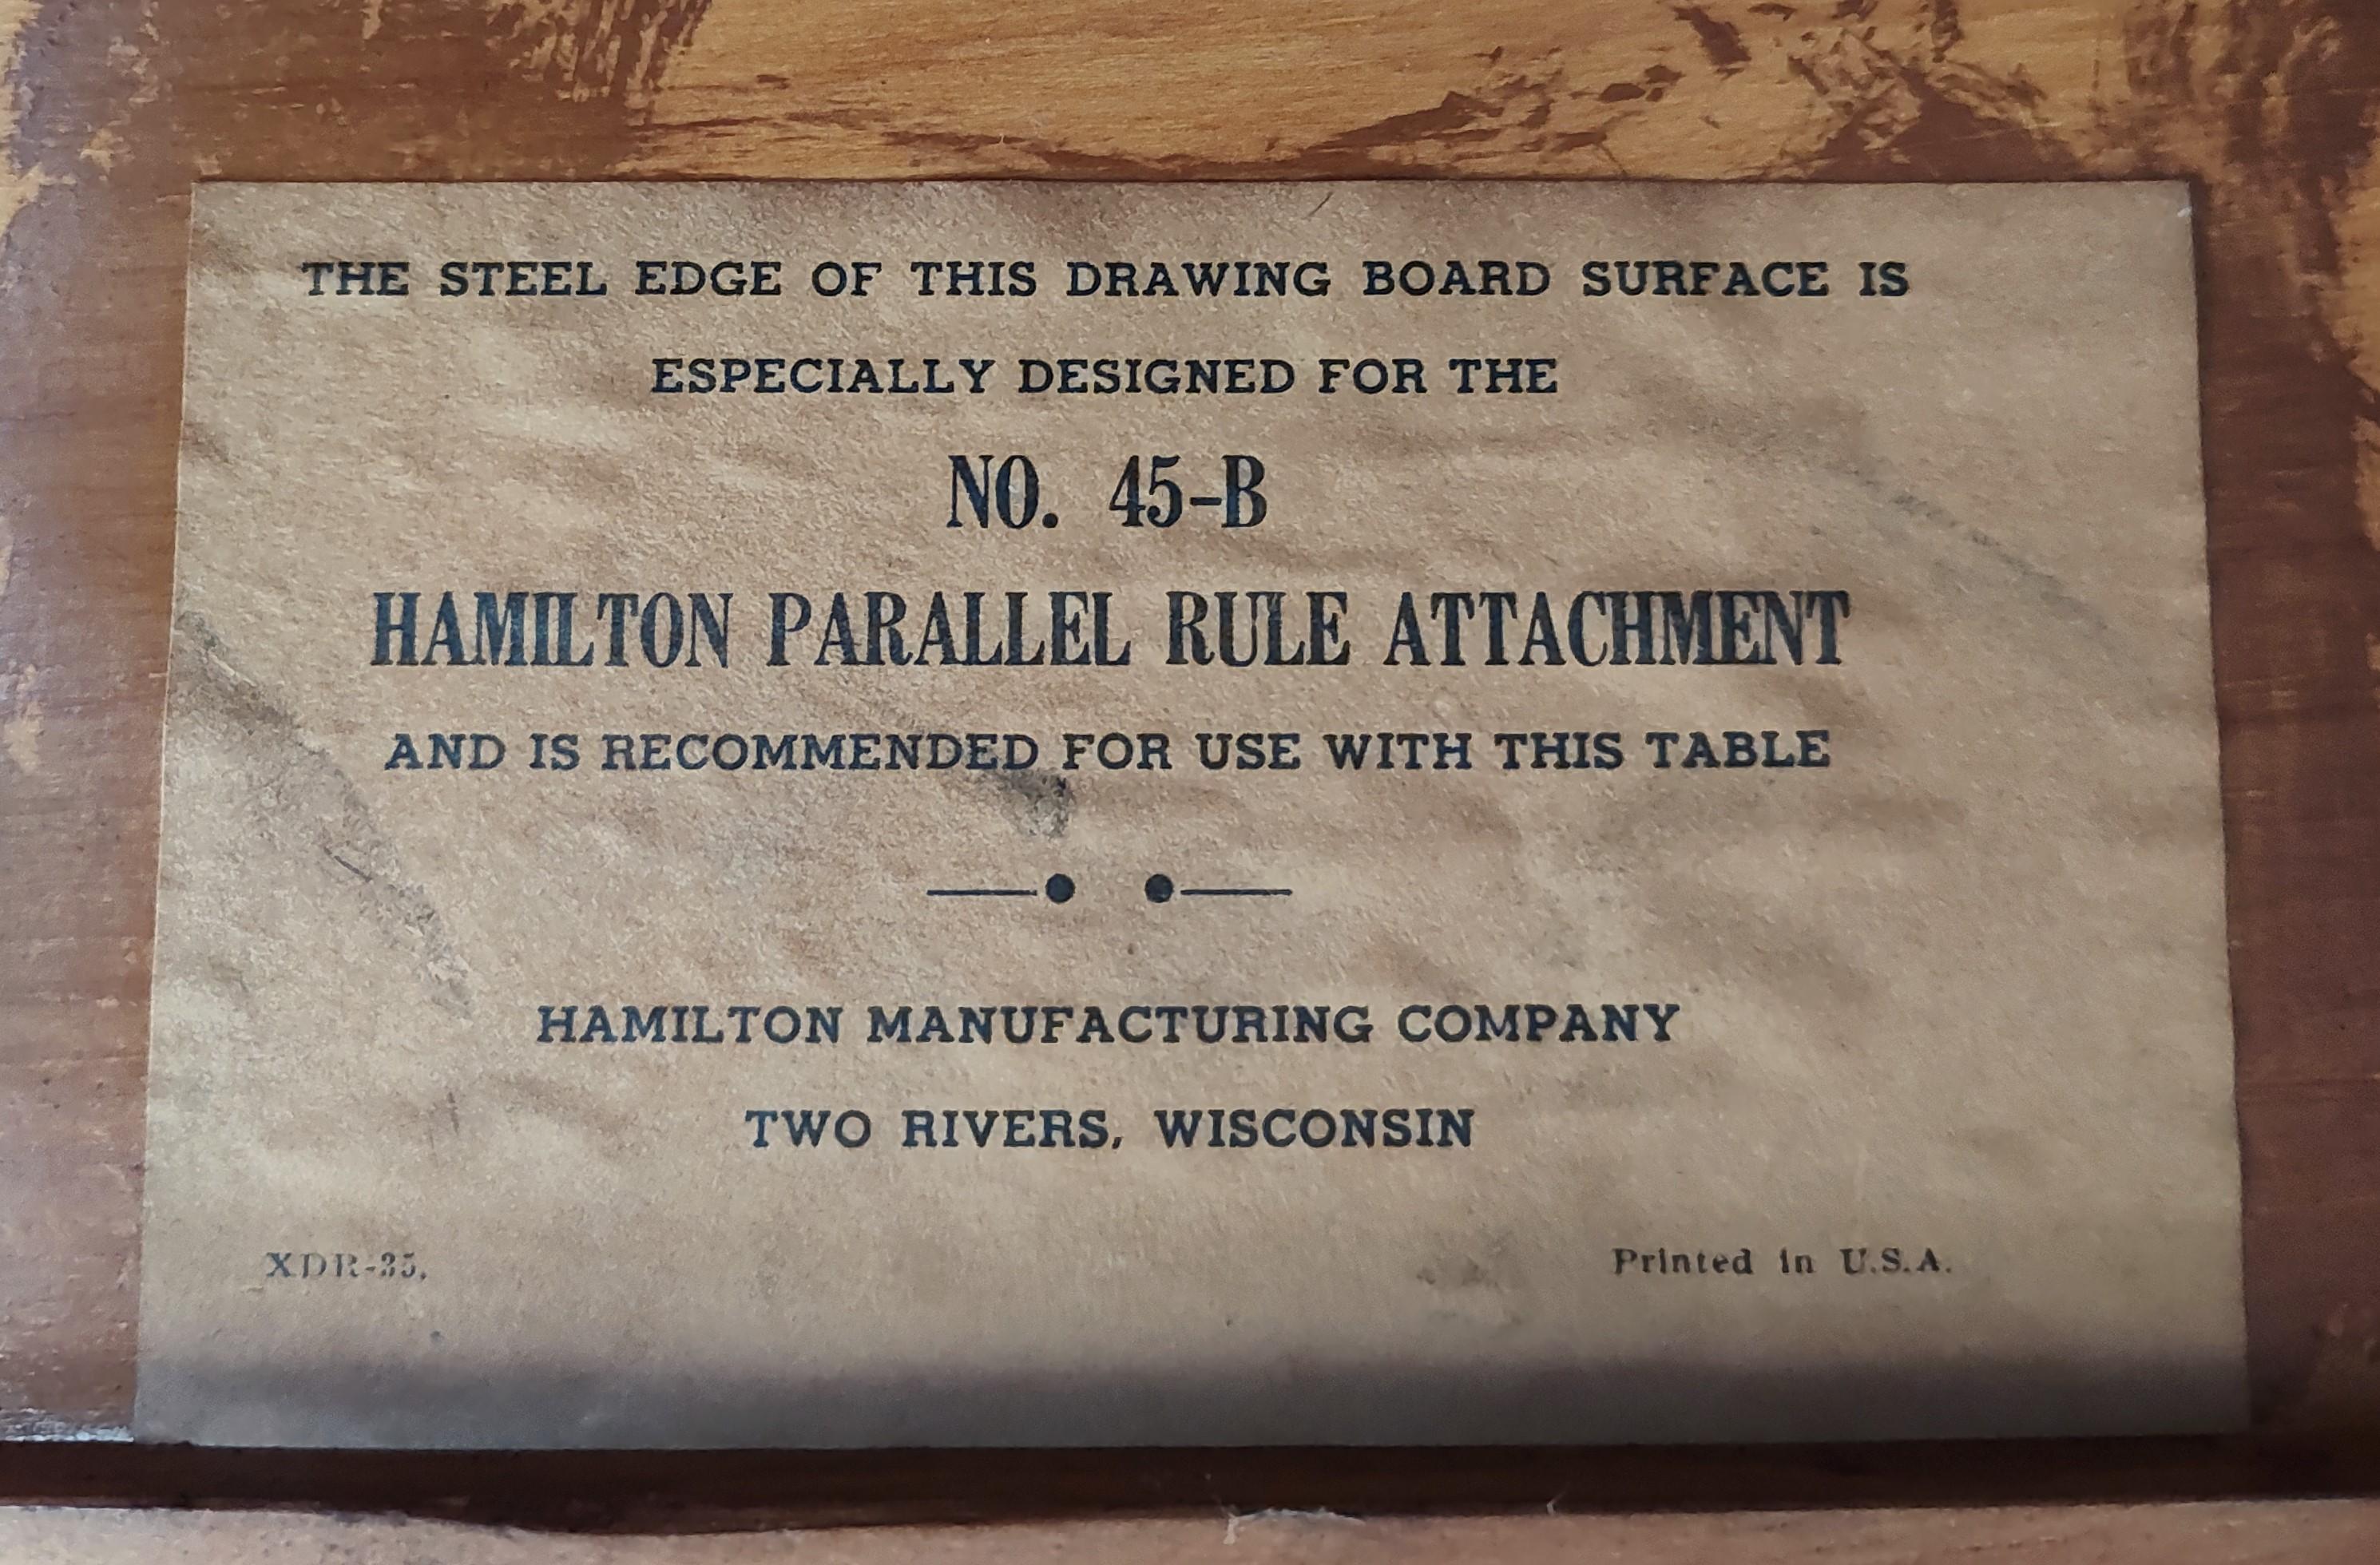 THE STEEL EDGE OF THIS DRAWING BOARD SURFACE IS
ESPECIALLY DESIGNED FOR THE
NO. 45-B
HAMILTON PARALLEL RULE ATTACHMENT
AND IS RECOMMENDED FOR USE WITH THIS TABLE
HAMILTON MANUFACTURING COMPANY
TWO RIVERS, WISCONSIN
XDR-35. Printed in U.S.A.